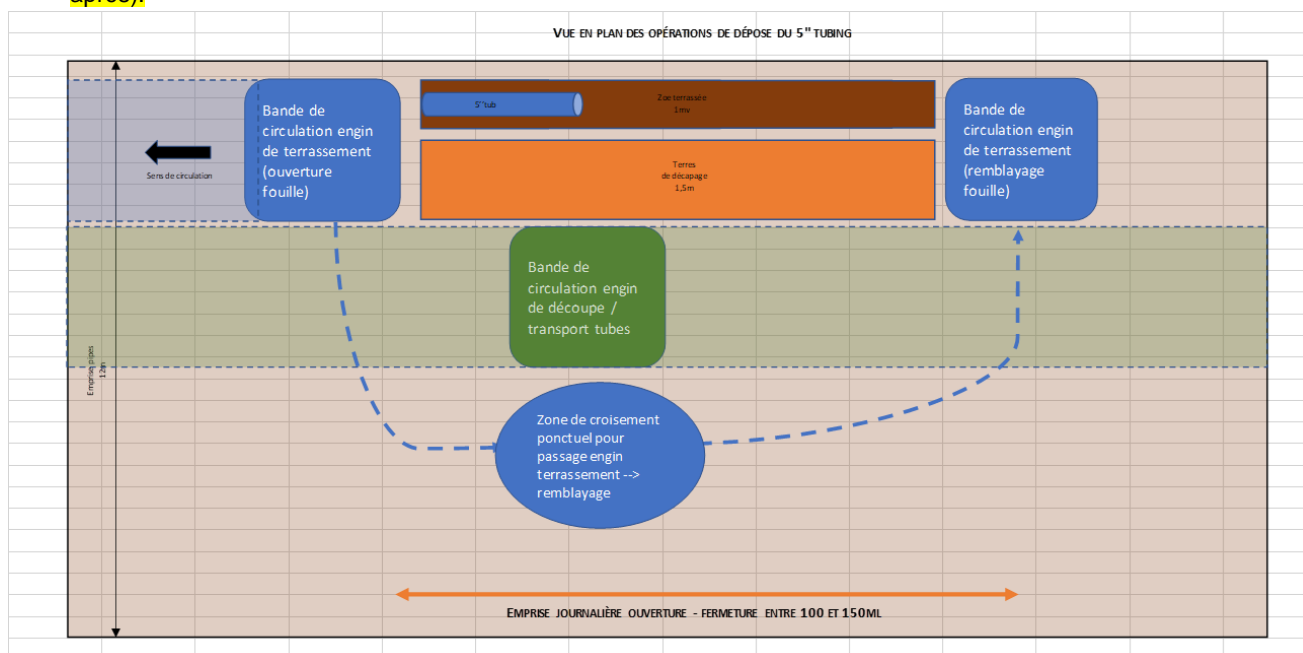 après).
VUE EN PLAN DES OPÉRATIONS DE DÉPOSE DU 5" TUBING
Bande de
circulation engin
de terrassement
(ouverture
fouille)
5"tub
Zoe terrassée
1mv
Bande de
circulation engin
de terrassement
(remblayage
fouille)
Sens de circulation
Terres
de décapage
1,5m
Bande de
circulation engin
de découpe /
transport tubes
Emprise pipes
12m
Zone de croisement
ponctuel pour
passage engin
terrassement -->
remblayage
EMPRISE JOURNALIÈRE OUVERTURE - FERMETURE ENTRE 100 ET 150ML